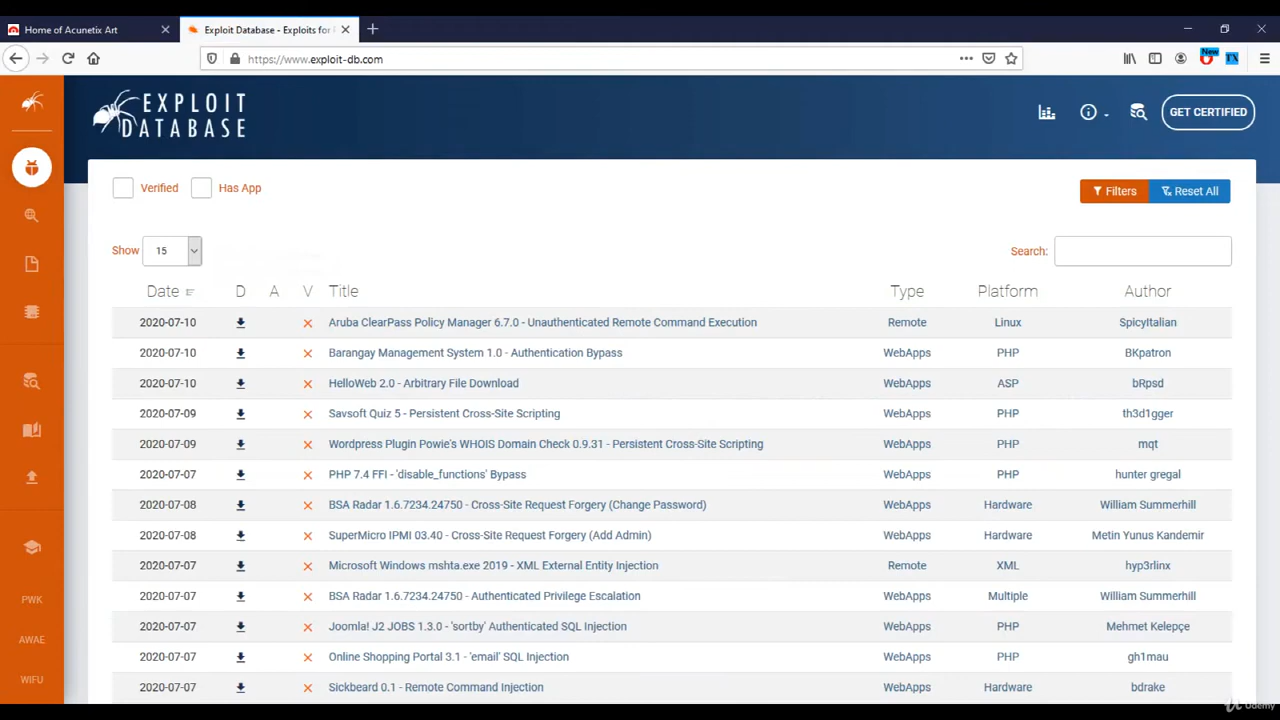 Home of Acunetix Art
Exploit Database - Exploits for
https://www.exploit-db.com
New
TX
EXPLOIT
DATABASE
GET CERTIFIED
Verified Has App
Filters Reset All
Show 15 Search:
Date D A V Title Type Platform Author
2020-07-10 Aruba ClearPass Policy Manager 6.7.0 - Unauthenticated Remote Command Execution Remote Linux SpicyItalian
2020-07-10 Barangay Management System 1.0 - Authentication Bypass WebApps PHP BKpatron
2020-07-10 HelloWeb 2.0 - Arbitrary File Download WebApps ASP bRpsd
2020-07-09 Savsoft Quiz 5 - Persistent Cross-Site Scripting WebApps PHP th3d1gger
2020-07-09 Wordpress Plugin Powie's WHOIS Domain Check 0.9.31 - Persistent Cross-Site Scripting WebApps PHP mqt
2020-07-07 PHP 7.4 FFI - 'disable_functions' Bypass WebApps PHP hunter gregal
2020-07-08 BSA Radar 1.6.7234.24750 - Cross-Site Request Forgery (Change Password) WebApps Hardware William Summerhill
2020-07-08 SuperMicro IPMI 03.40 - Cross-Site Request Forgery (Add Admin) WebApps Hardware Metin Yunus Kandemir
2020-07-07 Microsoft Windows mshta.exe 2019 - XML External Entity Injection Remote XML hyp3rlinx
2020-07-07 BSA Radar 1.6.7234.24750 - Authenticated Privilege Escalation WebApps Multiple William Summerhill
2020-07-07 Joomla! J2 JOBS 1.3.0 - 'sortby' Authenticated SQL Injection WebApps PHP Mehmet Kelepçe
2020-07-07 Online Shopping Portal 3.1 - 'email' SQL Injection WebApps PHP gh1mau
2020-07-07 Sickbeard 0.1 - Remote Command Injection WebApps Hardware bdrake
PWK
AWAE
WIFU
Udemy